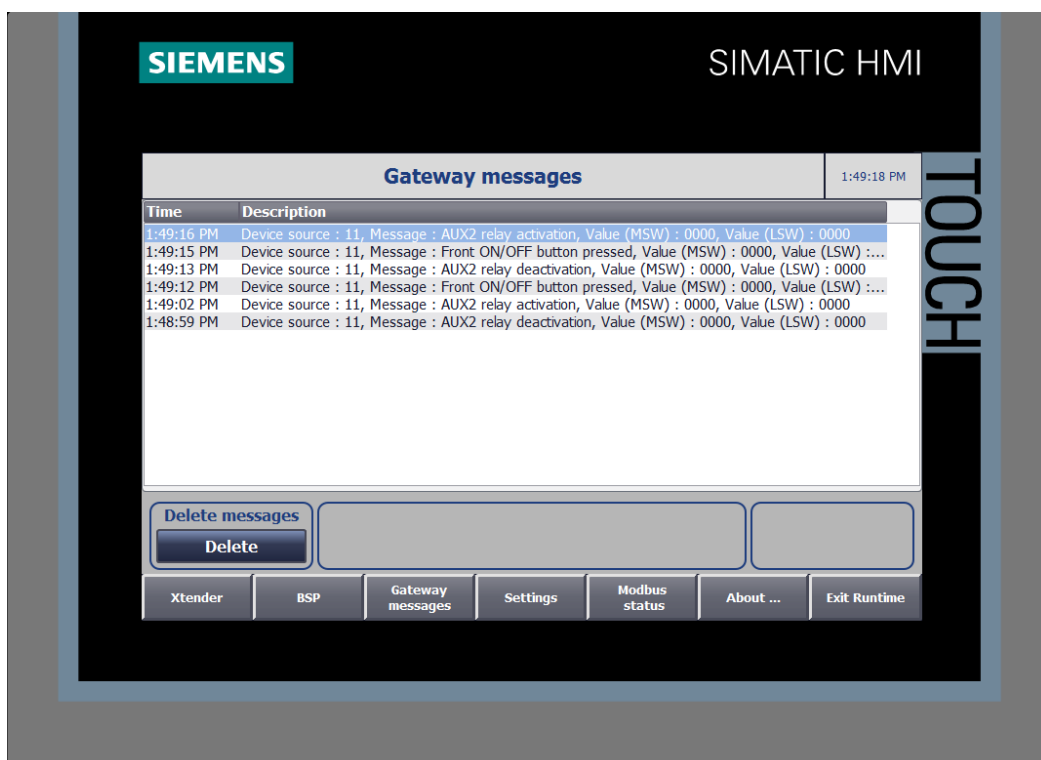 SIEMENS
SIMATIC HMI
TOUCH
Gateway messages
1:49:18 PM
Time Description
1:49:16 PM Device source : 11, Message : AUX2 relay activation, Value (MSW) : 0000, Value (LSW) : 0000
1:49:15 PM Device source : 11, Message : Front ON/OFF button pressed, Value (MSW) : 0000, Value (LSW) :...
1:49:13 PM Device source : 11, Message : AUX2 relay deactivation, Value (MSW) : 0000, Value (LSW) : 0000
1:49:12 PM Device source : 11, Message : Front ON/OFF button pressed, Value (MSW) : 0000, Value (LSW) :...
1:49:02 PM Device source : 11, Message : AUX2 relay activation, Value (MSW) : 0000, Value (LSW) : 0000
1:48:59 PM Device source : 11, Message : AUX2 relay deactivation, Value (MSW) : 0000, Value (LSW) : 0000
Delete messages
Delete
Xtender
BSP
Gateway
messages
Settings
Modbus
status
About ...
Exit Runtime